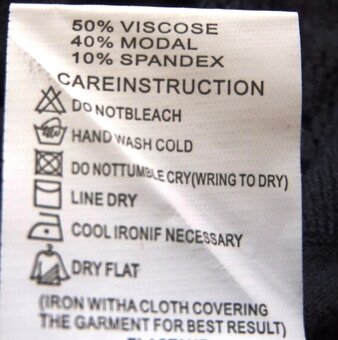 50% VISCOSE
40% MODAL
10% SPANDEX
CAREINSTRUCTION
DO NOTBLEACH
HAND WASH COLD
DO NOTTUMBLE CRY(WRING TO DRY)
LINE DRY
COOL IRONIF NECESSARY
DRY FLAT
(IRON WITHA CLOTH COVERING
THE GARMENT FOR BEST RESULT)